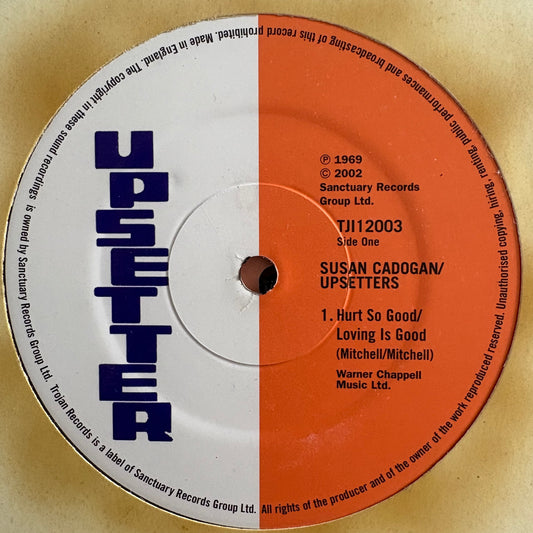 UPSETTER
℗ 1969
© 2002
Sanctuary Records
Group Ltd.
TJI12003
Side One
SUSAN CADOGAN/
UPSETTERS
1. Hurt So Good/
Loving Is Good
(Mitchell/Mitchell)
Warner Chappell
Music Ltd.
Made in England. The copyright in these sound recordings is owned by Sanctuary Records Group Ltd. Trojan Records is a label of Sanctuary Records Group Ltd. All rights of the producer and of the owner of the work reproduced reserved. Unauthorised copying, hiring, renting, public performances and broadcasting of this record prohibited.